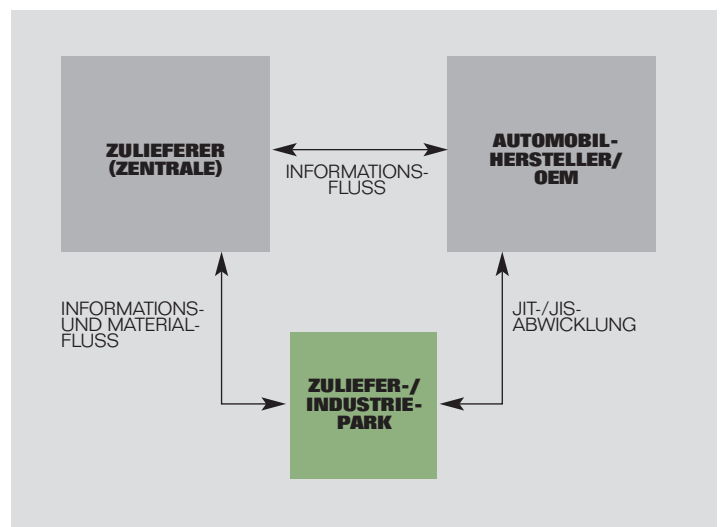 ZULIEFERER
(ZENTRALE)
INFORMATIONS-
FLUSS
AUTOMOBIL-
HERSTELLER/
OEM
INFORMATIONS-
UND MATERIAL-
FLUSS
JIT-/JIS-
ABWICKLUNG
ZULIEFER-/
INDUSTRIE-
PARK